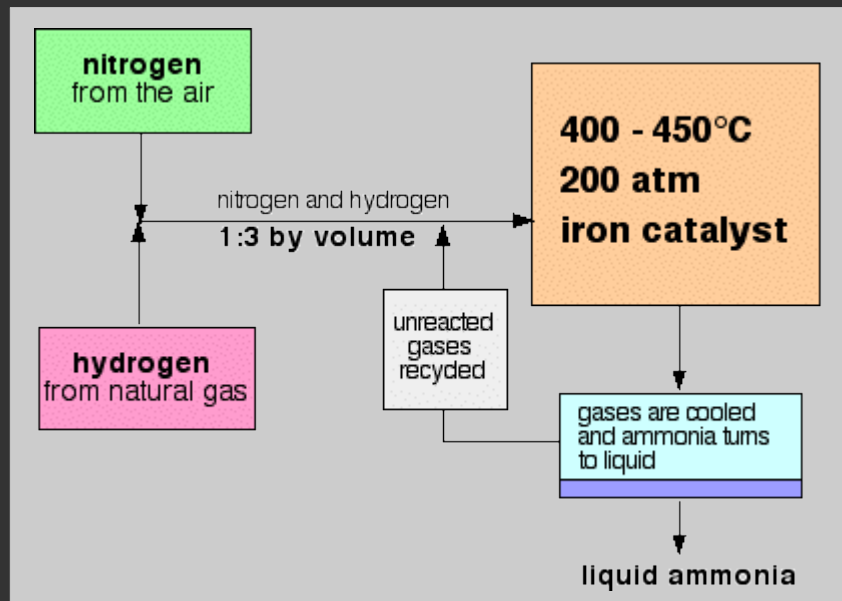 nitrogen
from the air
nitrogen and hydrogen
1:3 by volume
400 - 450°C
200 atm
iron catalyst
hydrogen
from natural gas
unreacted
gases
recycled
gases are cooled
and ammonia turns
to liquid
liquid ammonia